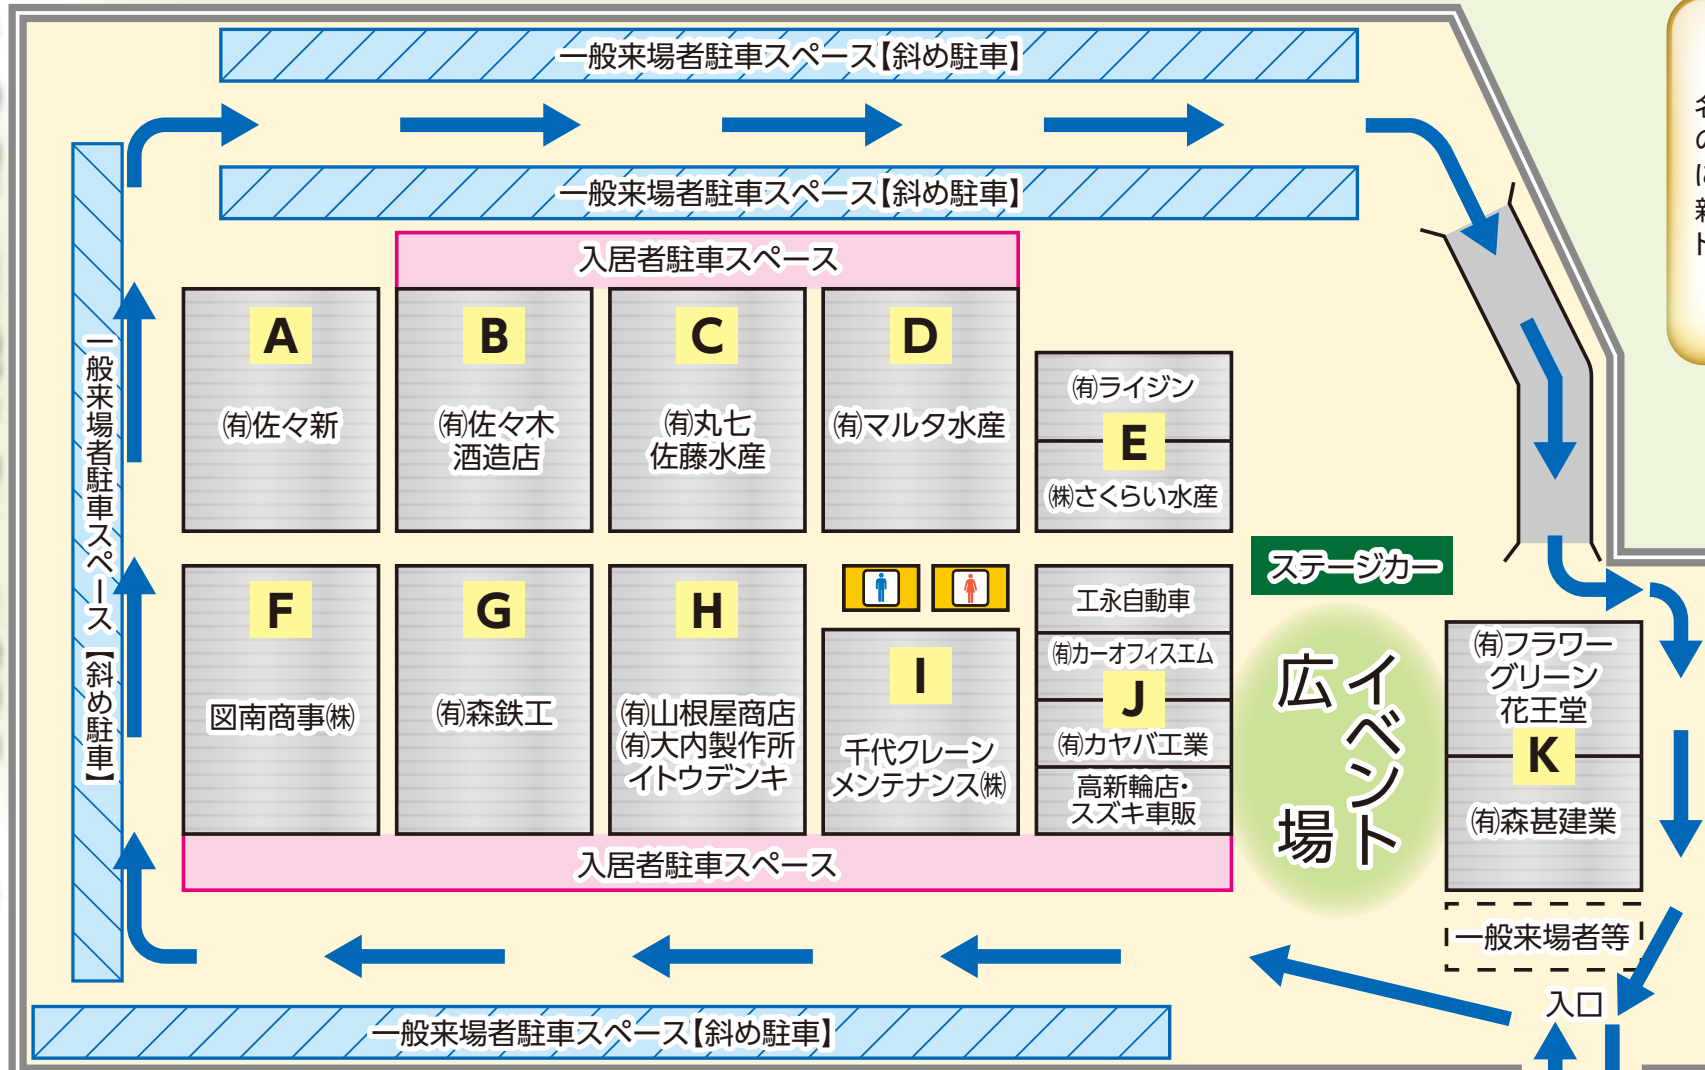 一般来場者駐車スペース【斜め駐車】
一般来場者駐車スペース【斜め駐車】
入居者駐車スペース
一般来場者駐車スペース【斜め駐車】
A
㈲佐々新
B
㈲佐々木
酒造店
C
㈲丸七
佐藤水産
D
㈲マルタ水産
㈲ライジン
E
㈱さくらい水産
ステージカー
F
図南商事㈱
G
㈲森鉄工
H
㈲山根屋商店
㈲大内製作所
イトウデンキ
I
千代クレーン
メンテナンス㈱
工永自動車
㈲カーオフィスエム
J
㈲カヤバ工業
高新輪店・
スズキ車販
イベント
広場
㈲フラワー
グリーン
花王堂
K
㈲森甚建業
入居者駐車スペース
一般来場者等
入口
一般来場者駐車スペース【斜め駐車】